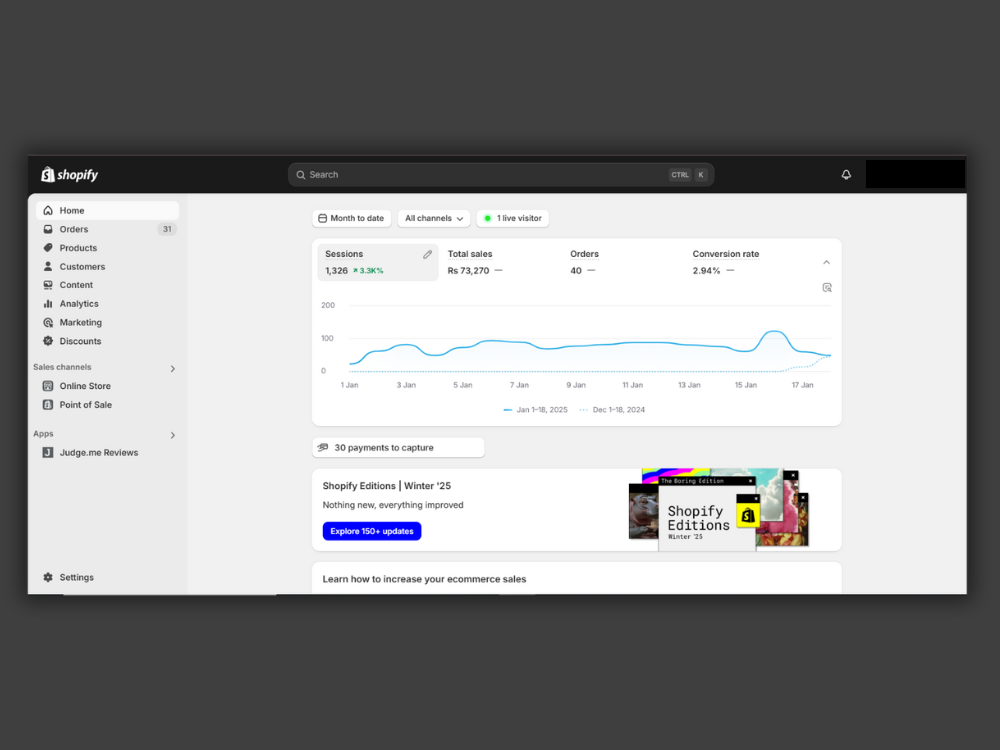 shopify
Search CTRL K
Home
Orders 31
Products
Customers
Content
Analytics
Marketing
Discounts
Sales channels
Online Store
Point of Sale
Apps
Judge.me Reviews
Settings
Month to date All channels 1 live visitor
Sessions Total sales Orders Conversion rate
1,326 3.3K% Rs 73,270 — 40 — 2.94% —
200
100
0
1 Jan 3 Jan 5 Jan 7 Jan 9 Jan 11 Jan 13 Jan 15 Jan 17 Jan
Jan 1–18, 2025 Dec 1–18, 2024
30 payments to capture
Shopify Editions | Winter '25
Nothing new, everything improved
Explore 150+ updates
The Boring Edition
Shopify
Editions
Winter '25
Learn how to increase your ecommerce sales